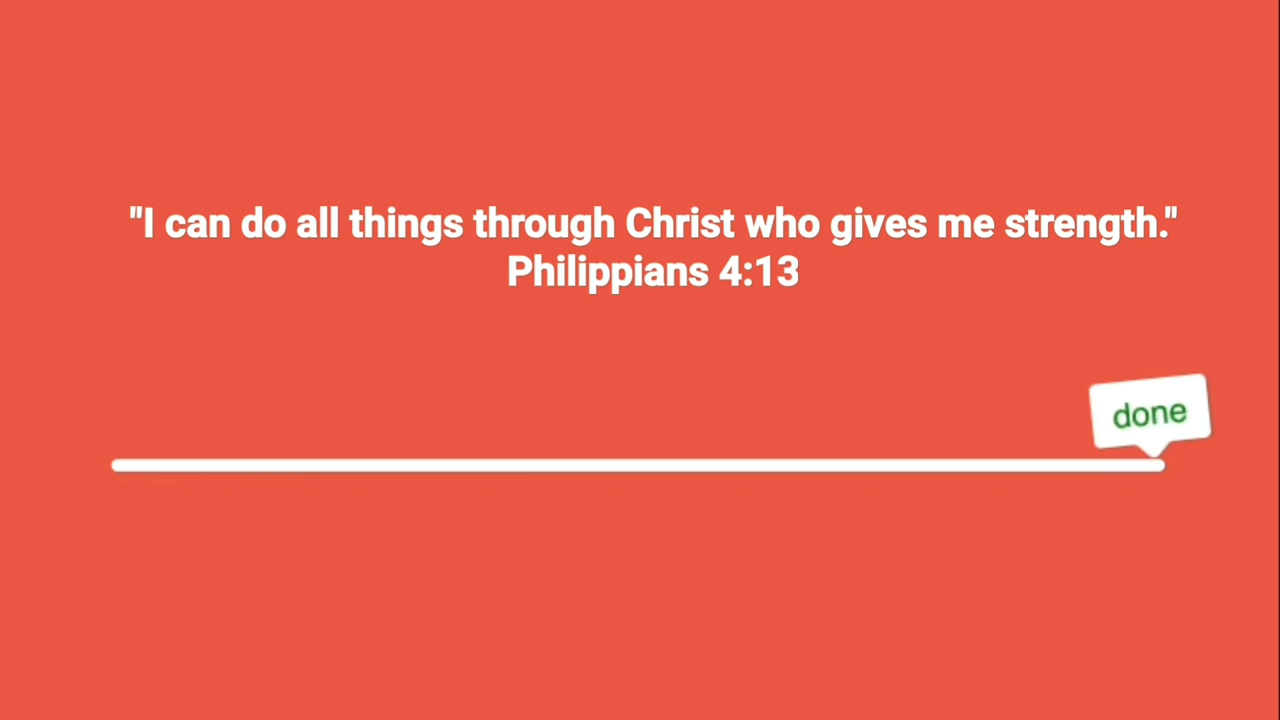 "I can do all things through Christ who gives me strength."
Philippians 4:13
done